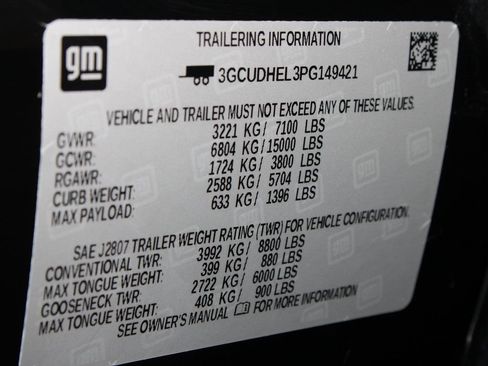 gm
TRAILERING INFORMATION
3GCUDHEL3PG149421
VEHICLE AND TRAILER MUST NOT EXCEED ANY OF THESE VALUES.
GVWR: 3221 KG/ 7100 LBS
GCWR: 6804 KG/15000 LBS
RGAWR: 1724 KG/ 3800 LBS
CURB WEIGHT: 2588 KG/ 5704 LBS
MAX PAYLOAD: 633 KG/ 1396 LBS
SAE J2807 TRAILER WEIGHT RATING (TWR) FOR VEHICLE CONFIGURATION.
CONVENTIONAL TWR: 3992 KG/ 8800 LBS
MAX TONGUE WEIGHT: 399 KG/ 880 LBS
GOOSENECK TWR: 2722 KG/ 6000 LBS
MAX TONGUE WEIGHT: 408 KG/ 900 LBS
SEE OWNER'S MANUAL FOR MORE INFORMATION